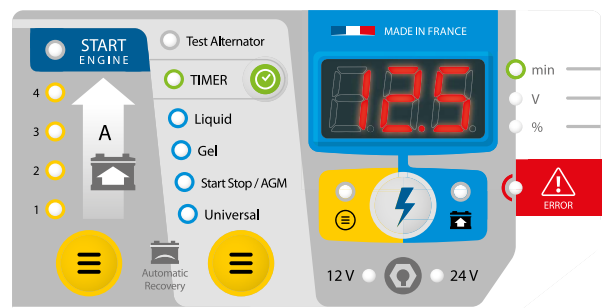 START
ENGINE
4
3
2
1
A
Test Alternator
TIMER
Liquid
Gel
Start Stop / AGM
Universal
Automatic
Recovery
MADE IN FRANCE
12.5
min
V
%
ERROR
12 V
24 V